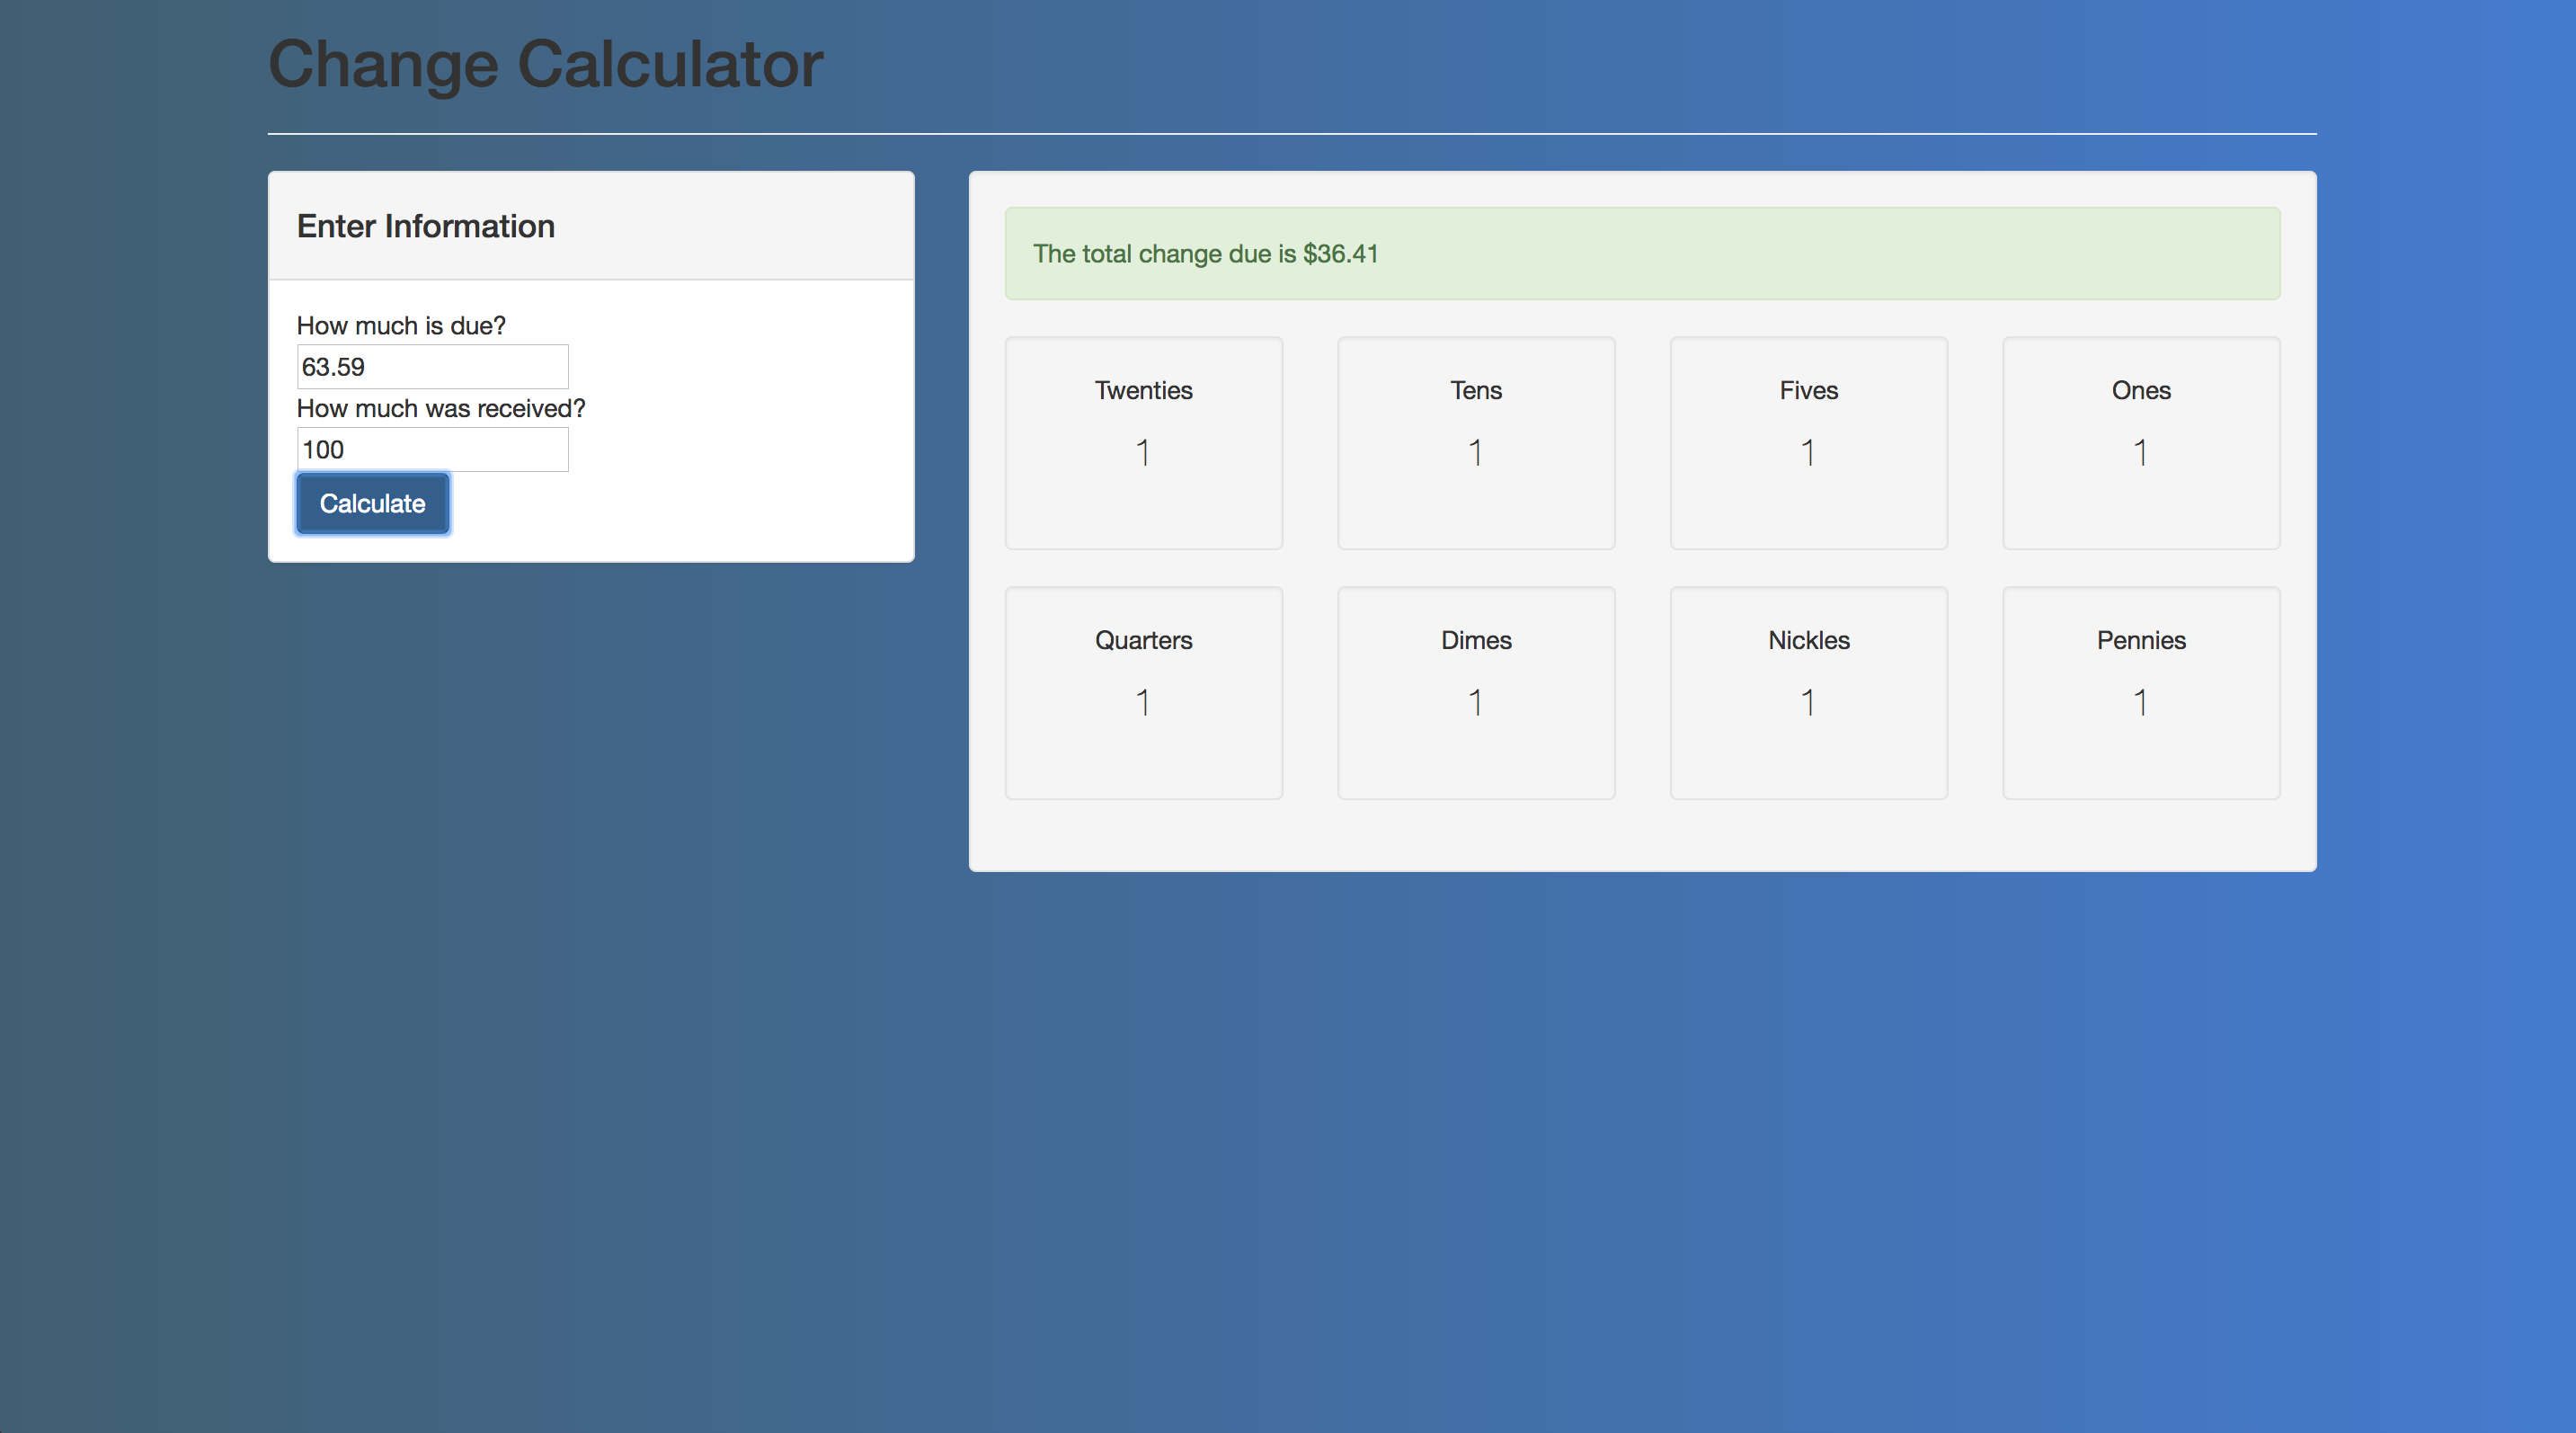 Change Calculator
Enter Information
How much is due?
63.59
How much was received?
100
Calculate
The total change due is $36.41
Twenties Tens Fives Ones
1 1 1 1
Quarters Dimes Nickles Pennies
1 1 1 1